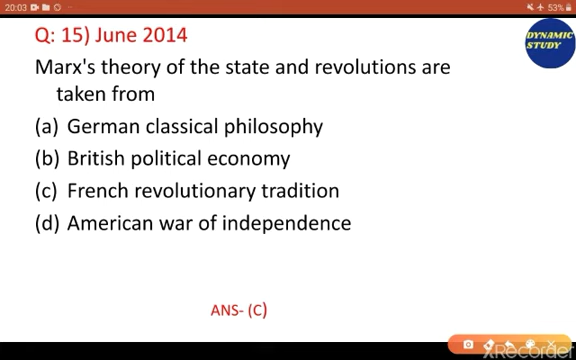 20:03
53%
Q: 15) June 2014
DYNAMIC
STUDY
Marx's theory of the state and revolutions are
taken from
(a) German classical philosophy
(b) British political economy
(c) French revolutionary tradition
(d) American war of independence
ANS- (C)
XRecorder